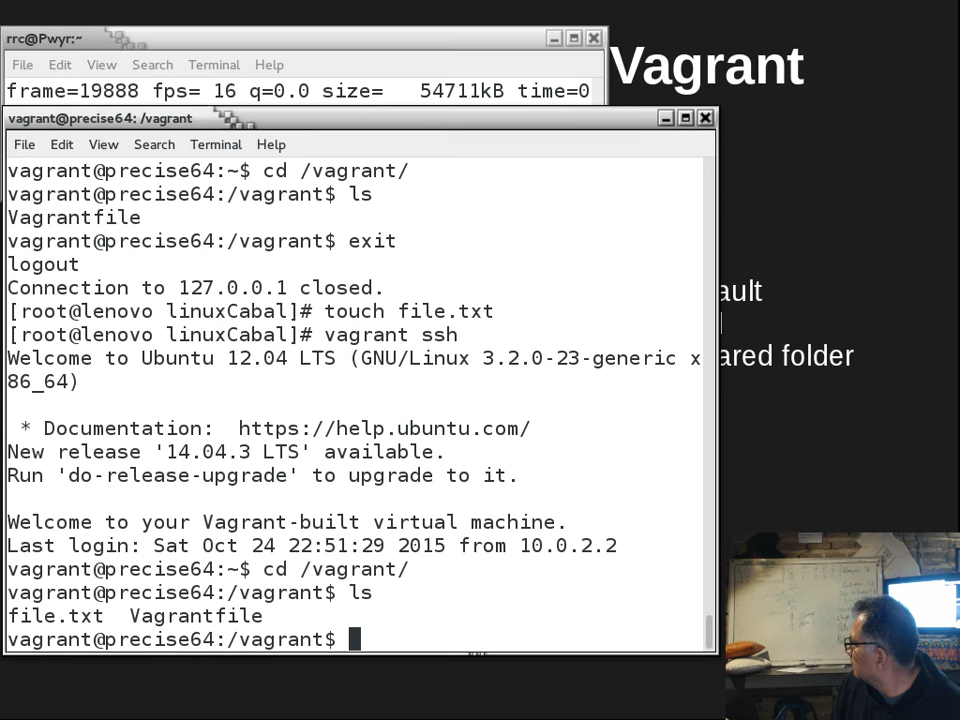 rrc@Pwyr:~
File Edit View Search Terminal Help
frame=19888 fps= 16 q=0.0 size=   54711kB time=0
Vagrant
vagrant@precise64: /vagrant
File Edit View Search Terminal Help
vagrant@precise64:~$ cd /vagrant/
vagrant@precise64:/vagrant$ ls
Vagrantfile
vagrant@precise64:/vagrant$ exit
logout
Connection to 127.0.0.1 closed.
[root@lenovo linuxCabal]# touch file.txt
[root@lenovo linuxCabal]# vagrant ssh
Welcome to Ubuntu 12.04 LTS (GNU/Linux 3.2.0-23-generic x
86_64)
 * Documentation:  https://help.ubuntu.com/
New release '14.04.3 LTS' available.
Run 'do-release-upgrade' to upgrade to it.
Welcome to your Vagrant-built virtual machine.
Last login: Sat Oct 24 22:51:29 2015 from 10.0.2.2
vagrant@precise64:~$ cd /vagrant/
vagrant@precise64:/vagrant$ ls
file.txt  Vagrantfile
vagrant@precise64:/vagrant$
ault
ared folder